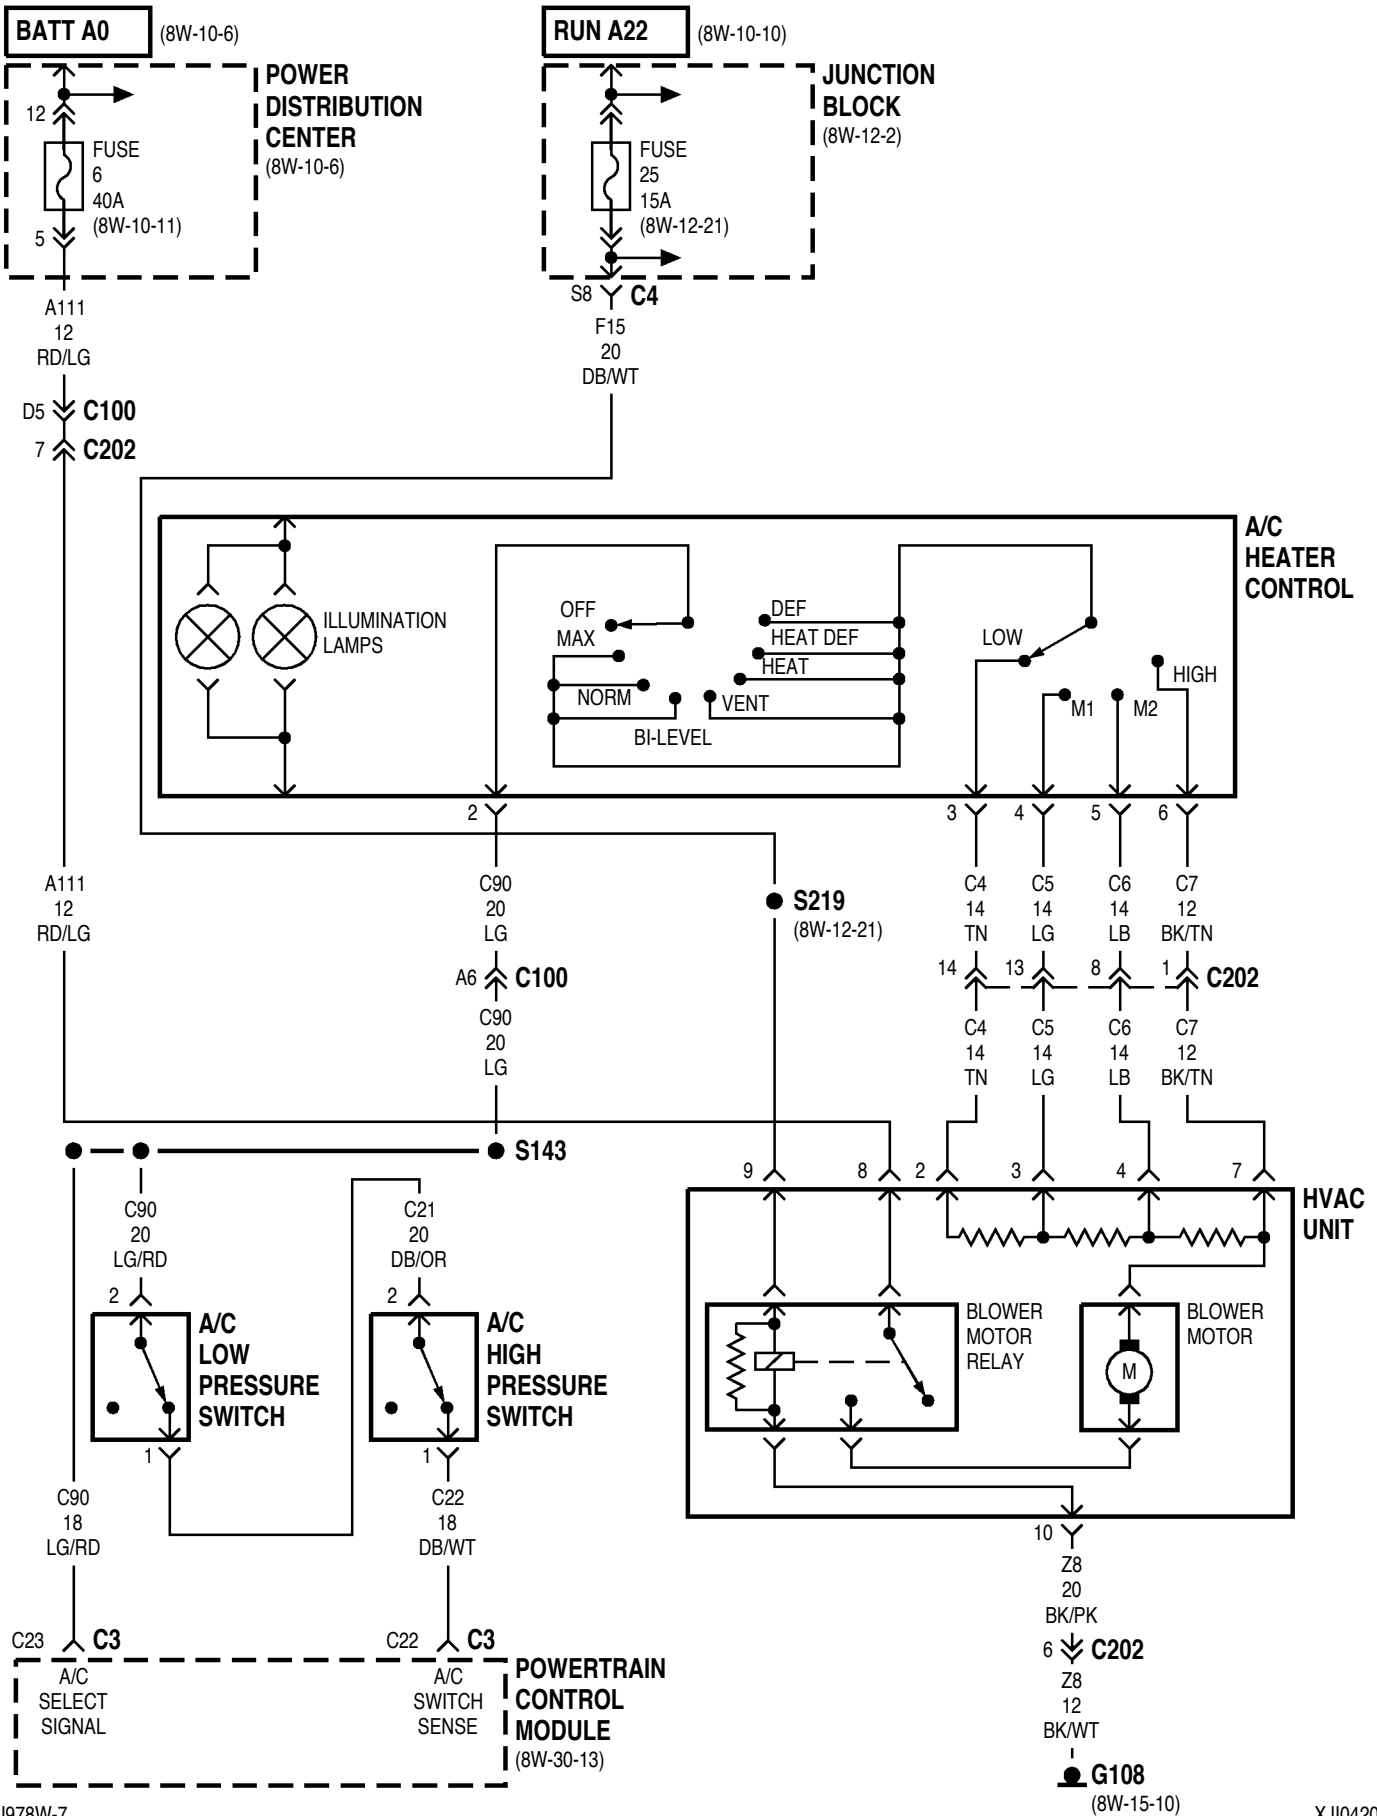 BATT A0 (8W-10-6)
RUN A22 (8W-10-10)
POWER
DISTRIBUTION
CENTER
(8W-10-6)
12
FUSE
6
40A
(8W-10-11)
5
JUNCTION
BLOCK
(8W-12-2)
FUSE
25
15A
(8W-12-21)
S8 C4
A111
12
RD/LG
F15
20
DB/WT
D5 C100
7 C202
A/C
HEATER
CONTROL
ILLUMINATION
LAMPS
OFF
MAX
NORM
BI-LEVEL
DEF
HEAT DEF
HEAT
VENT
LOW
M1
M2
HIGH
2
3
4
5
6
A111
12
RD/LG
C90
20
LG
A6 C100
C90
20
LG
S219
(8W-12-21)
C4
14
TN
C5
14
LG
C6
14
LB
C7
12
BK/TN
14
13
8
1
C202
C4
14
TN
C5
14
LG
C6
14
LB
C7
12
BK/TN
S143
9
8
2
3
4
7
HVAC
UNIT
C90
20
LG/RD
C21
20
DB/OR
2
A/C
LOW
PRESSURE
SWITCH
1
2
A/C
HIGH
PRESSURE
SWITCH
1
BLOWER
MOTOR
RELAY
M
BLOWER
MOTOR
C90
18
LG/RD
C22
18
DB/WT
10
Z8
20
BK/PK
6 C202
Z8
12
BK/WT
G108
(8W-15-10)
C23 C3
C22 C3
A/C
SELECT
SIGNAL
A/C
SWITCH
SENSE
POWERTRAIN
CONTROL
MODULE
(8W-30-13)